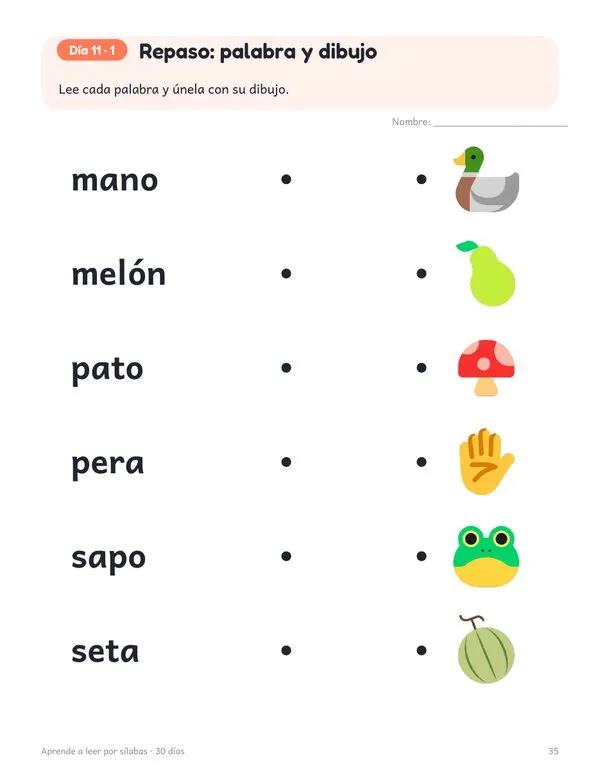 Día 11 · 1
Repaso: palabra y dibujo
Lee cada palabra y únela con su dibujo.
Nombre:
mano
melón
pato
pera
sapo
seta
Aprende a leer por sílabas · 30 días
35